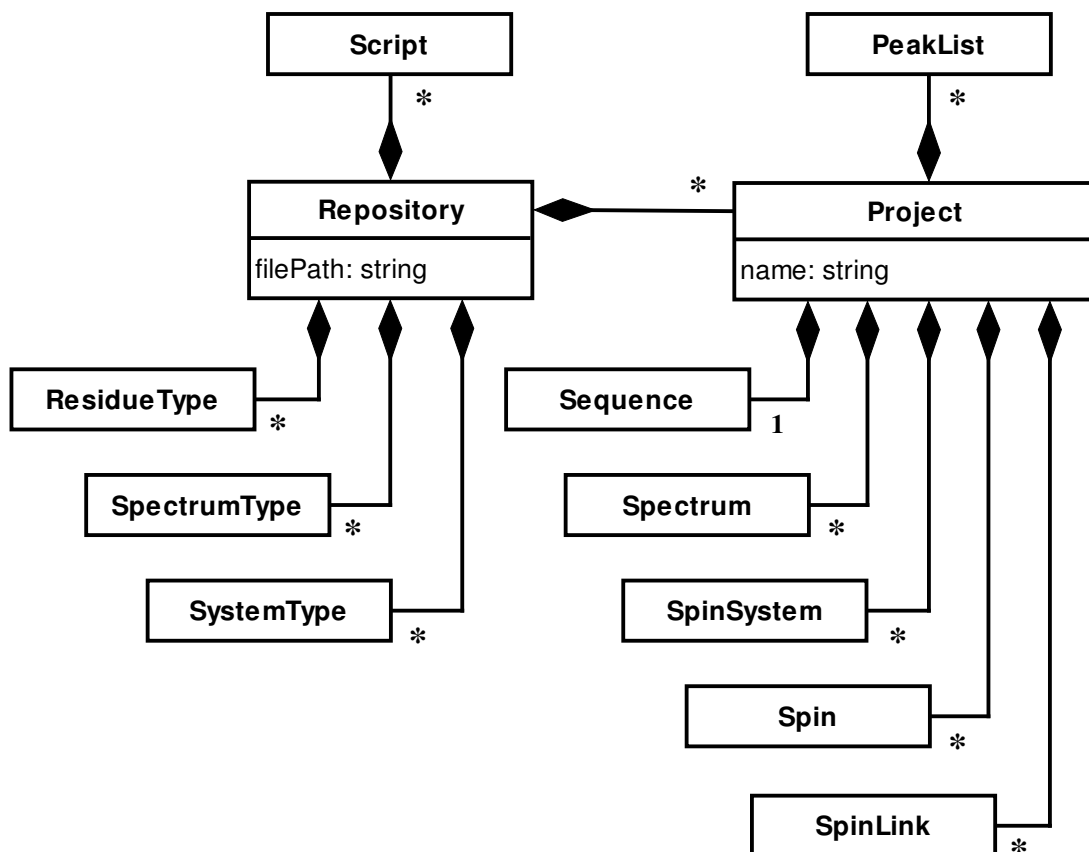 Script
PeakList
*
*
*
Repository
Project
filePath: string
name: string
ResidueType
*
Sequence
1
SpectrumType
*
Spectrum
*
SystemType
*
SpinSystem
*
Spin
*
SpinLink
*